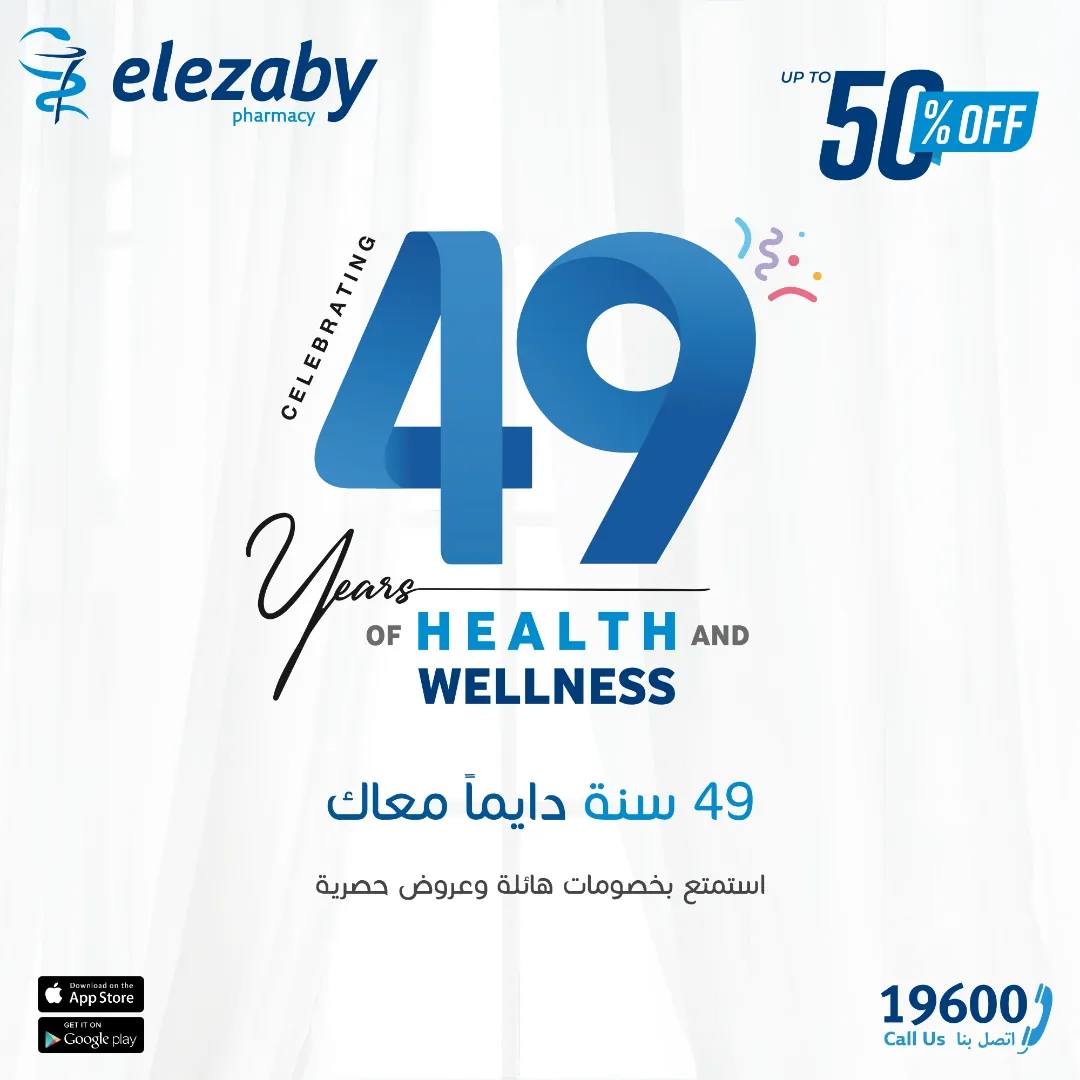 elezaby
pharmacy
UP TO
50% OFF
CELEBRATING
49
Years
OF HEALTH AND
WELLNESS
49 سنة دايماً معاك
استمتع بخصومات هائلة وعروض حصرية
Download on the
App Store
GET IT ON
Google play
19600
Call Us اتصل بنا